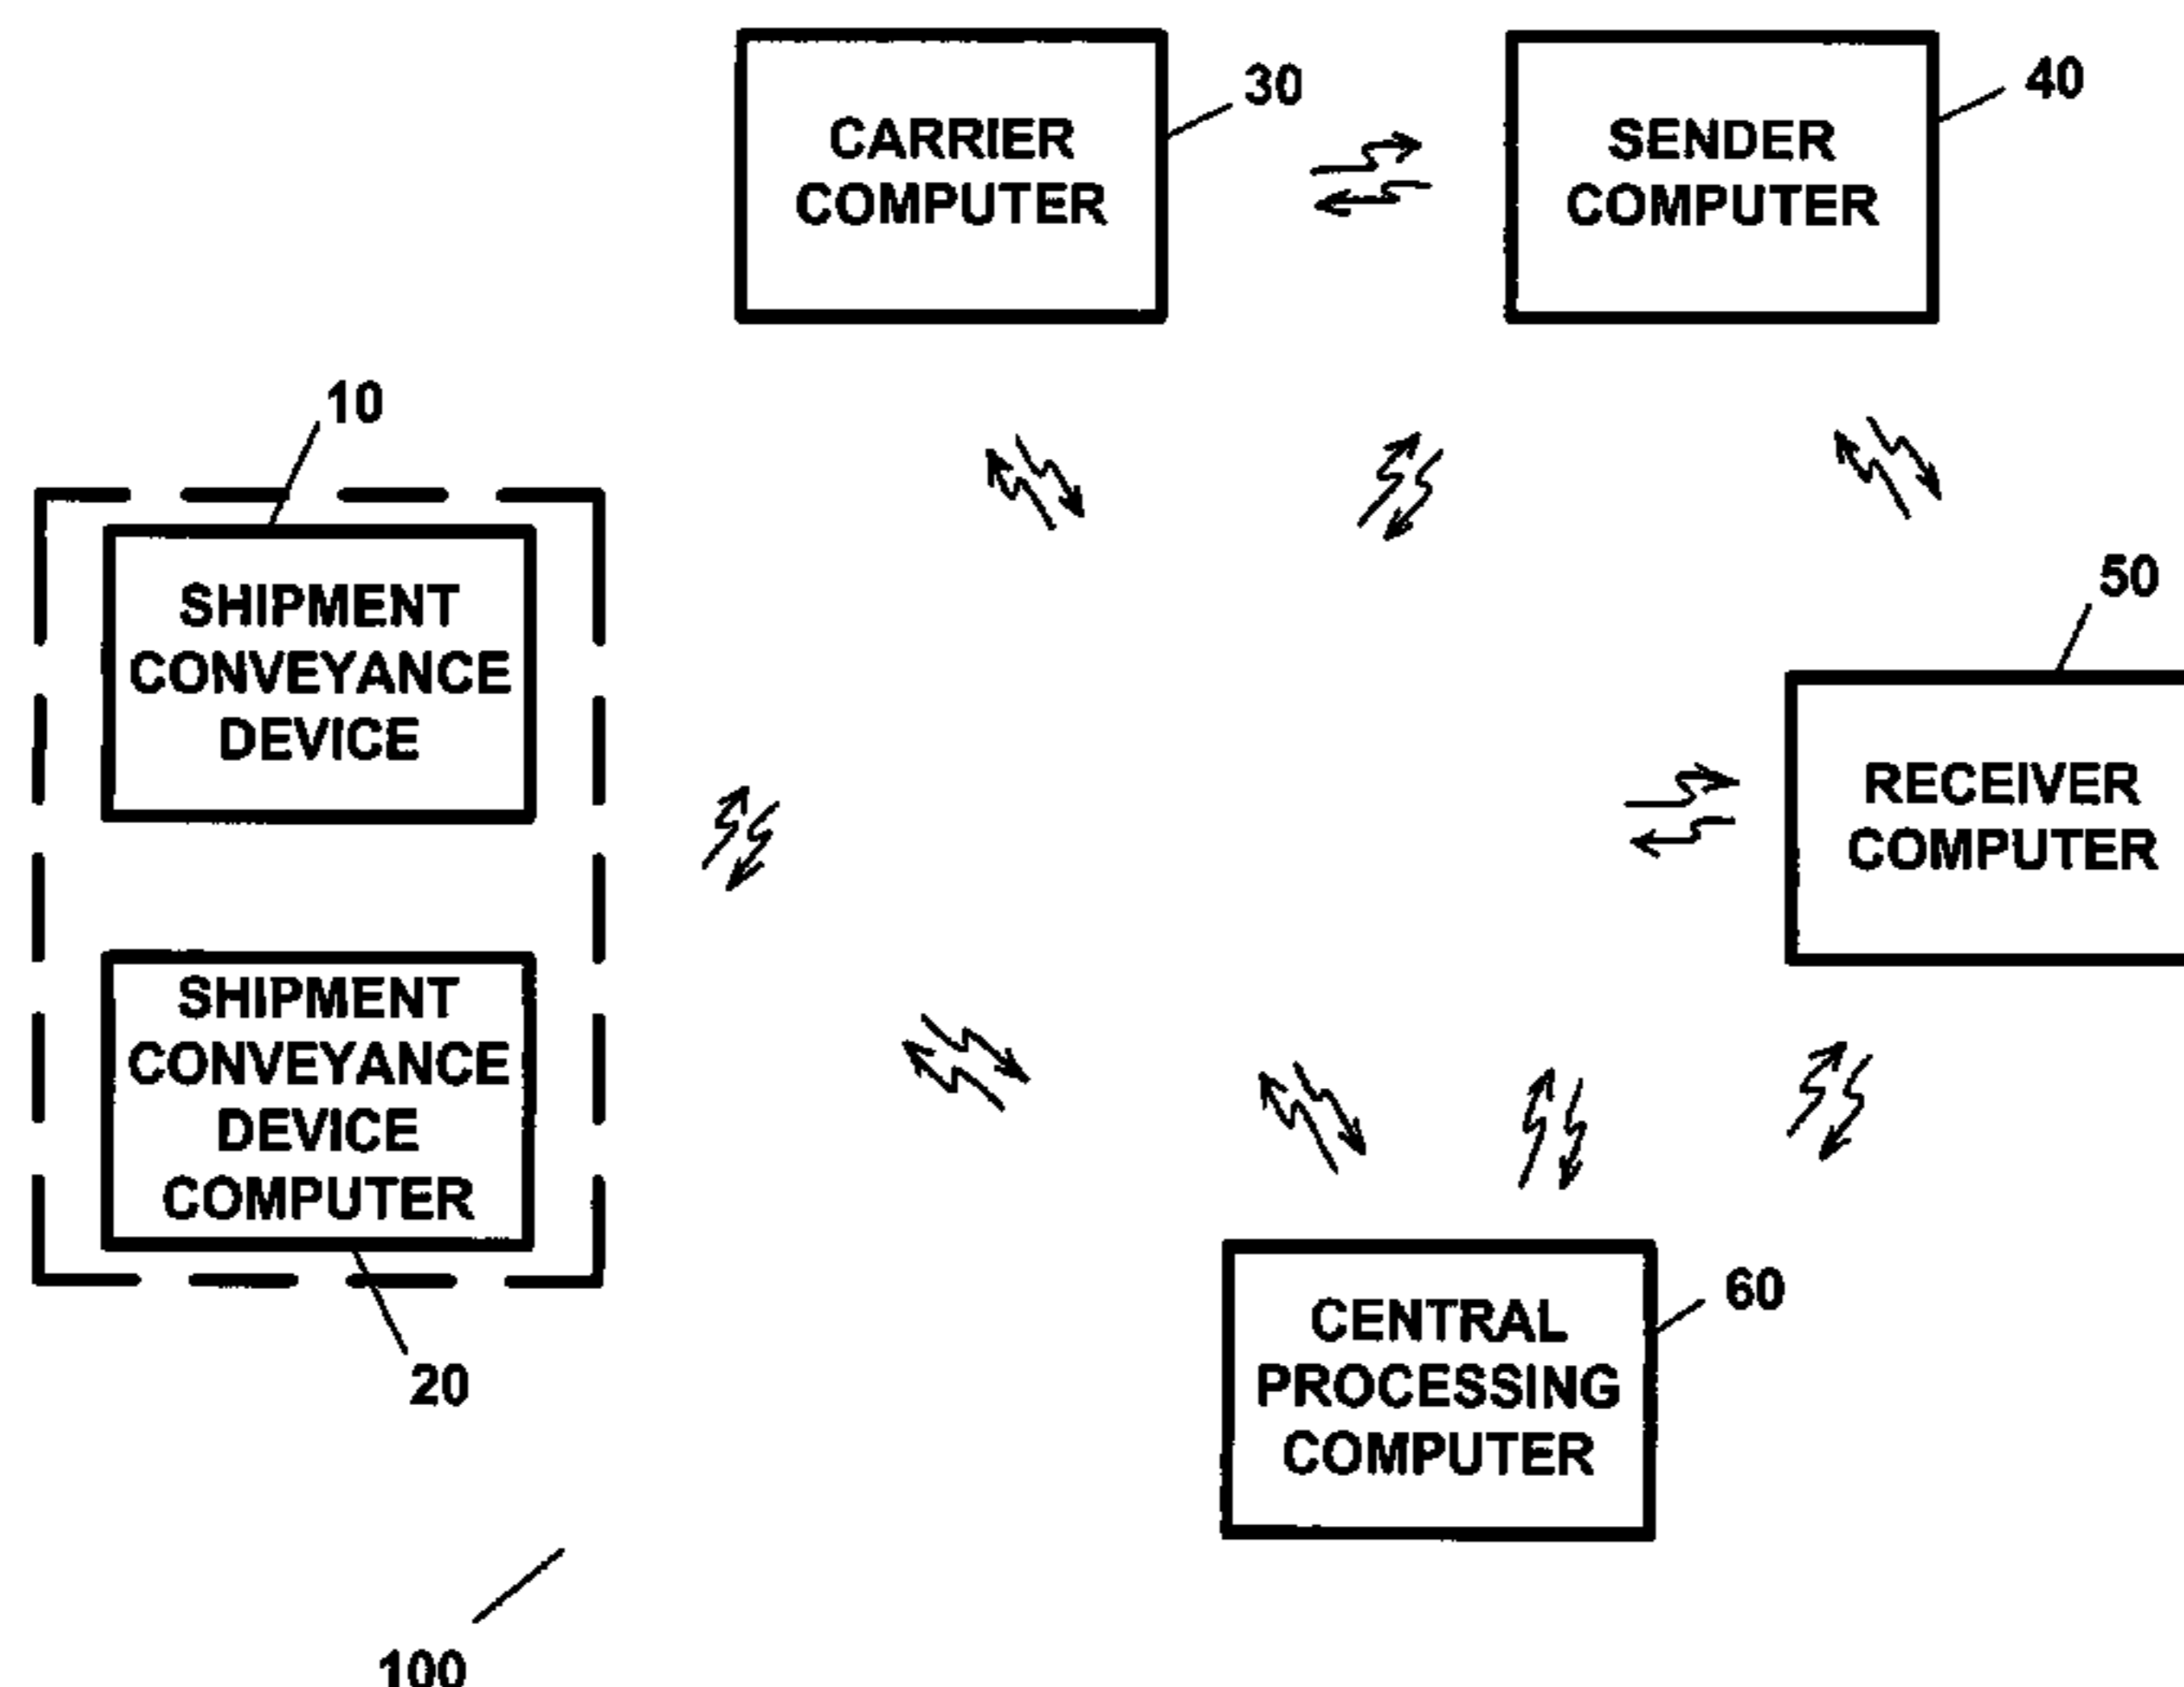 30
CARRIER
COMPUTER
40
SENDER
COMPUTER
10
SHIPMENT
CONVEYANCE
DEVICE
50
RECEIVER
COMPUTER
SHIPMENT
CONVEYANCE
DEVICE
COMPUTER
20
60
CENTRAL
PROCESSING
COMPUTER
100